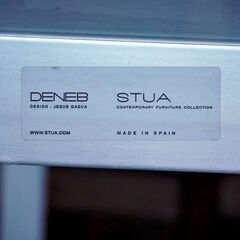 DENEB
DESIGN . JESUS GASCA
STUA
CONTEMPORARY FURNITURE COLLECTION
WWW.STUA.COM
MADE IN SPAIN